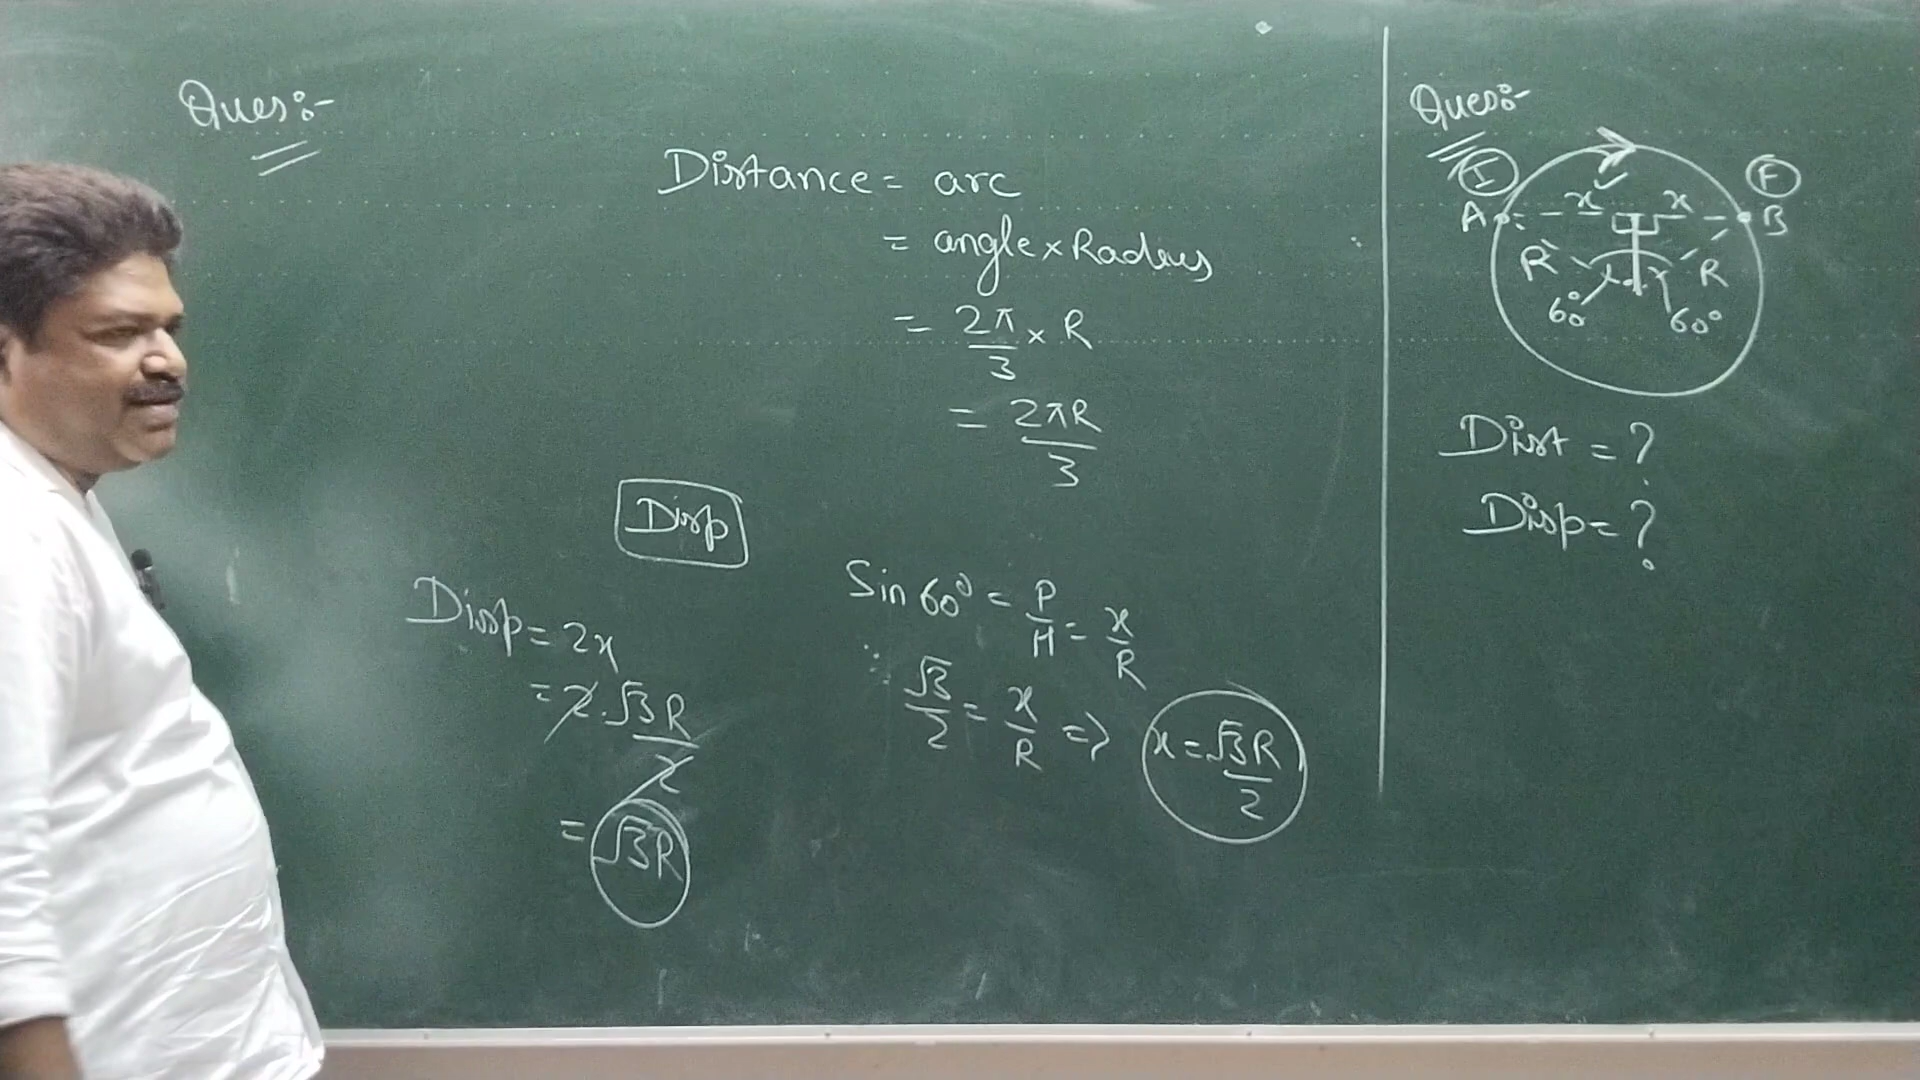 Ques:-
Distance = arc
= angle × Radius
= 2π/3 × R
= 2πR/3
Disp
Disp = 2x
= 2.√3R/2
= √3R
Sin 60° = P/H = x/R
√3/2 = x/R => x = √3R/2
Ques:-
I F
A x x B
R R
60° 60°
Dist = ?
Disp = ?